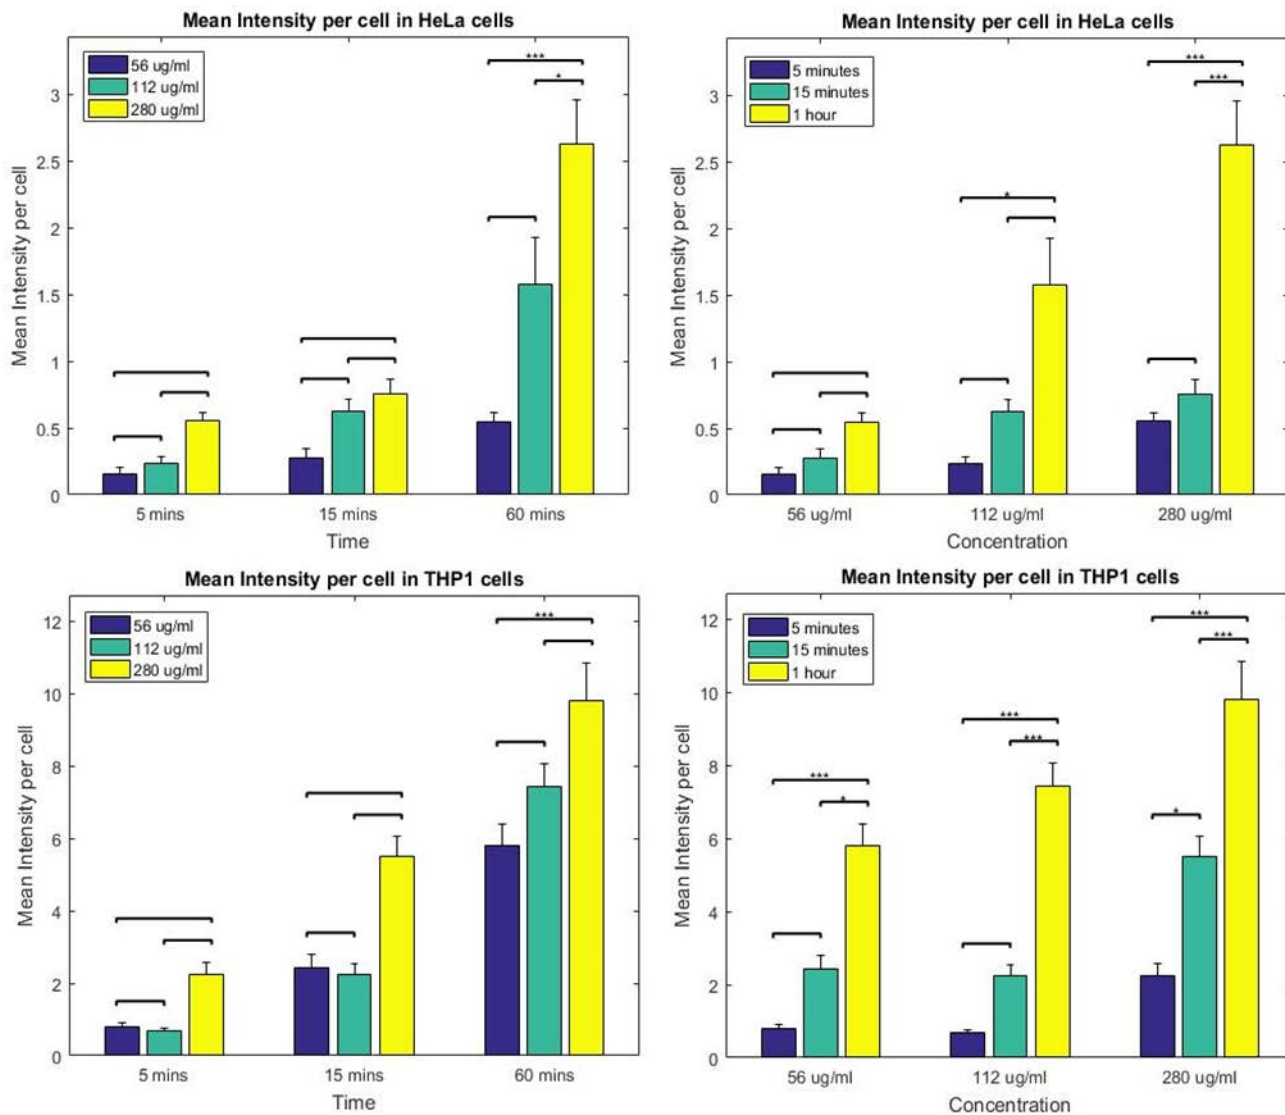 Mean Intensity per cell in HeLa cells
56 ug/ml
112 ug/ml
280 ug/ml
***
*
Mean Intensity per cell
3
2.5
2
1.5
1
0.5
0
5 mins 15 mins 60 mins
Time
Mean Intensity per cell in HeLa cells
5 minutes
15 minutes
1 hour
***
***
*
Mean Intensity per cell
3
2.5
2
1.5
1
0.5
0
56 ug/ml 112 ug/ml 280 ug/ml
Concentration
Mean Intensity per cell in THP1 cells
56 ug/ml
112 ug/ml
280 ug/ml
***
Mean Intensity per cell
12
10
8
6
4
2
0
5 mins 15 mins 60 mins
Time
Mean Intensity per cell in THP1 cells
5 minutes
15 minutes
1 hour
***
***
***
***
***
*
*
Mean Intensity per cell
12
10
8
6
4
2
0
56 ug/ml 112 ug/ml 280 ug/ml
Concentration